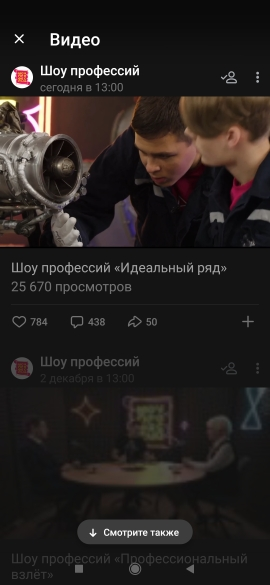 Видео
Шоу профессий
сегодня в 13:00
Шоу профессий «Идеальный ряд»
25 670 просмотров
784 438 50
Шоу профессий
2 декабря в 13:00
Смотрите также
Шоу профессий «Профессиональный
взлёт»